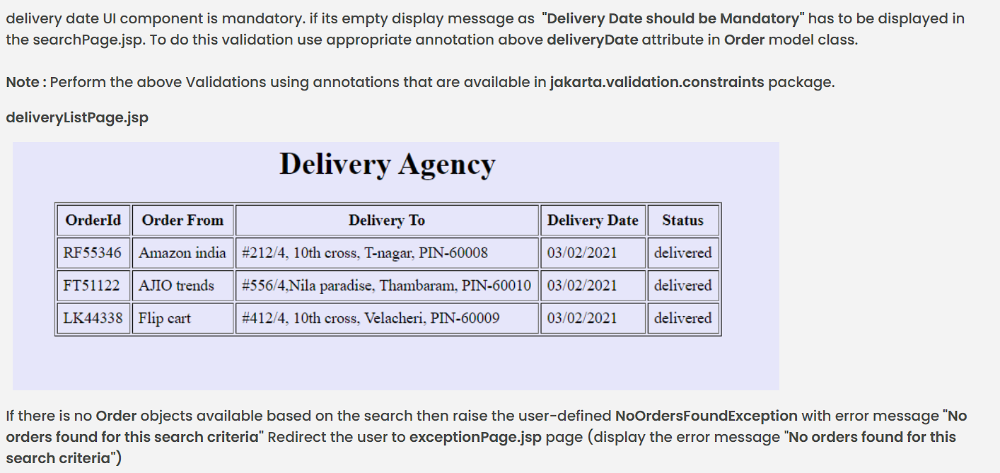 delivery date UI component is mandatory. if its empty display message as "Delivery Date should be Mandatory" has to be displayed in
the searchPage.jsp. To do this validation use appropriate annotation above deliveryDate attribute in Order model class.
Note : Perform the above Validations using annotations that are available in jakarta.validation.constraints package.
deliveryListPage.jsp
Delivery Agency
OrderId Order From Delivery To Delivery Date Status
RF55346 Amazon india #212/4, 10th cross, T-nagar, PIN-60008 03/02/2021 delivered
FT51122 AJIO trends #556/4,Nila paradise, Thambaram, PIN-60010 03/02/2021 delivered
LK44338 Flip cart #412/4, 10th cross, Velacheri, PIN-60009 03/02/2021 delivered
If there is no Order objects available based on the search then raise the user-defined NoOrdersFoundException with error message "No
orders found for this search criteria" Redirect the user to exceptionPage.jsp page (display the error message "No orders found for this
search criteria")